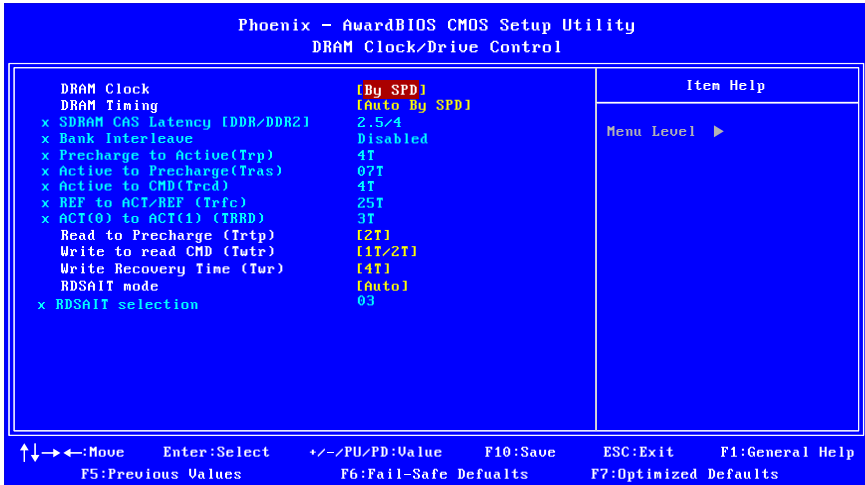 Phoenix - AwardBIOS CMOS Setup Utility
DRAM Clock/Drive Control
DRAM Clock [By SPD]
DRAM Timing [Auto By SPD]
x SDRAM CAS Latency [DDR/DDR2] 2.5/4
x Bank Interleave Disabled
x Precharge to Active(Trp) 4T
x Active to Precharge(Tras) 07T
x Active to CMD(Trcd) 4T
x REF to ACT/REF (Trfc) 25T
x ACT(0) to ACT(1) (TRRD) 3T
Read to Precharge (Trtp) [2T]
Write to read CMD (Twtr) [1T/2T]
Write Recovery Time (Twr) [4T]
RDSAIT mode [Auto]
x RDSAIT selection 03
Item Help
Menu Level ▶
↑↓→←:Move Enter:Select +/-/PU/PD:Value F10:Save ESC:Exit F1:General Help
F5:Previous Values F6:Fail-Safe Defualts F7:Optimized Defaults